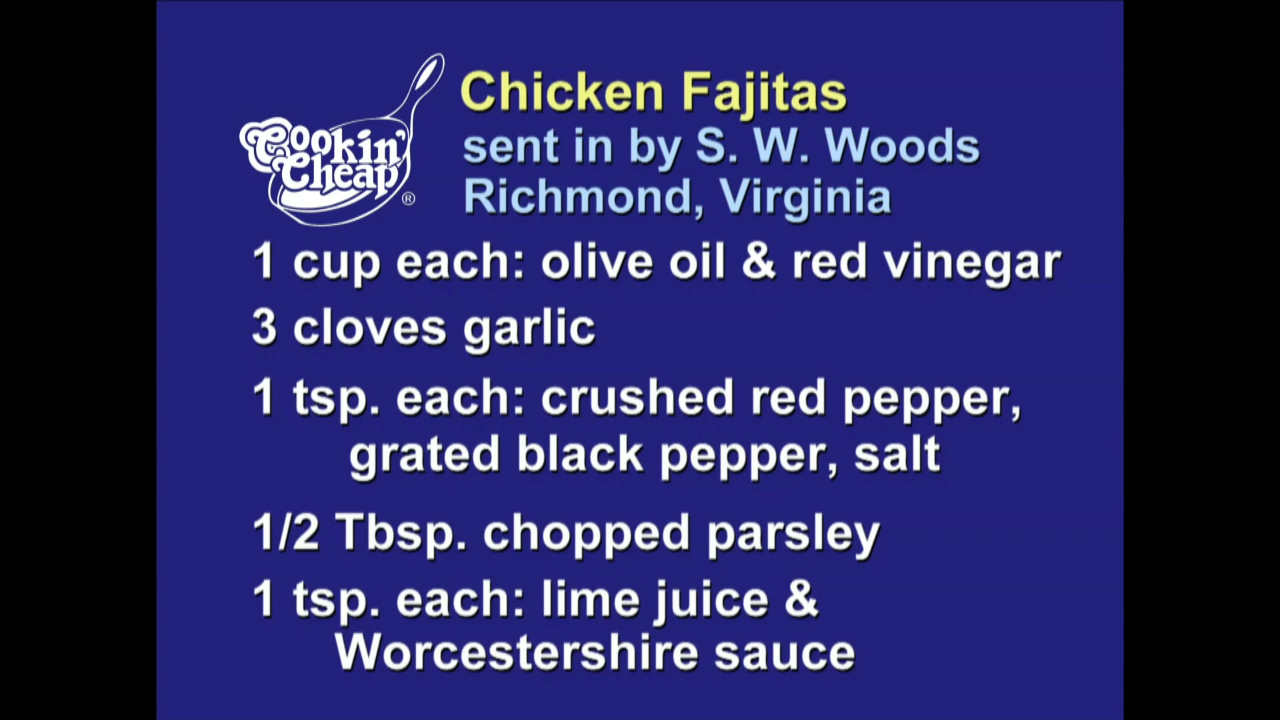 Cookin'
Cheap
®
Chicken Fajitas
sent in by S. W. Woods
Richmond, Virginia
1 cup each: olive oil & red vinegar
3 cloves garlic
1 tsp. each: crushed red pepper,
grated black pepper, salt
1/2 Tbsp. chopped parsley
1 tsp. each: lime juice &
Worcestershire sauce